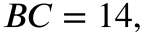 BC = 14,